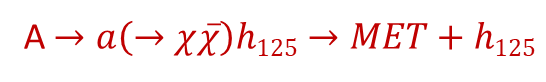 A → a(→ χχ̄)h₁₂₅ → MET + h₁₂₅